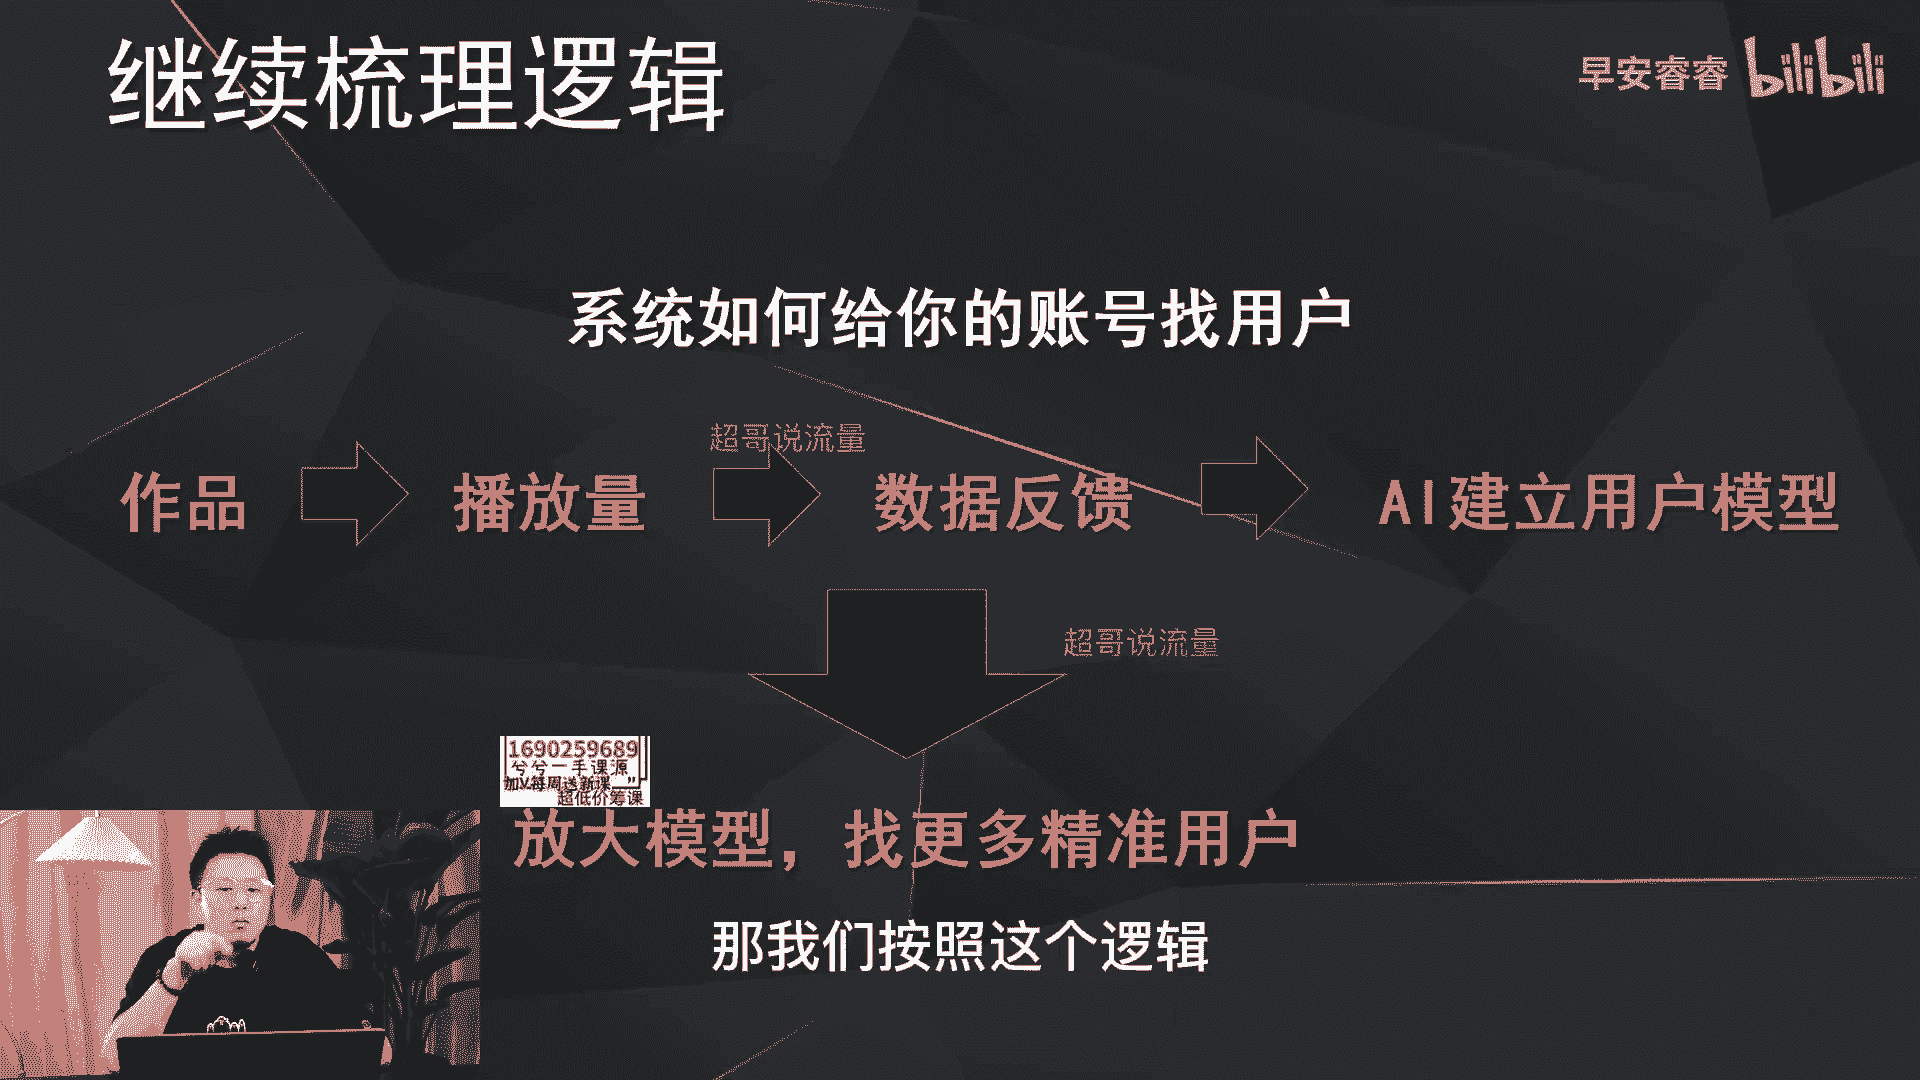 继续梳理逻辑
早安睿睿 bilibili
系统如何给你的账号找用户
超哥说流量
作品 播放量 数据反馈 AI建立用户模型
超哥说流量
1690259689
兮兮一手课源
加V每周送新课
超低价筹课
放大模型，找更多精准用户
那我们按照这个逻辑